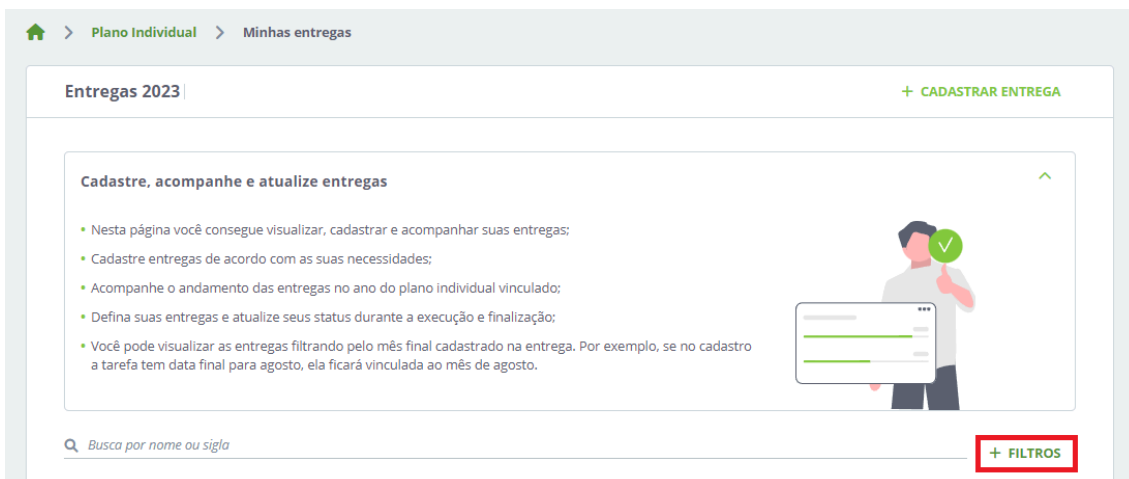 Plano Individual > Minhas entregas
Entregas 2023
+ CADASTRAR ENTREGA
Cadastre, acompanhe e atualize entregas
• Nesta página você consegue visualizar, cadastrar e acompanhar suas entregas;
• Cadastre entregas de acordo com as suas necessidades;
• Acompanhe o andamento das entregas no ano do plano individual vinculado;
• Defina suas entregas e atualize seus status durante a execução e finalização;
• Você pode visualizar as entregas filtrando pelo mês final cadastrado na entrega. Por exemplo, se no cadastro
a tarefa tem data final para agosto, ela ficará vinculada ao mês de agosto.
Busca por nome ou sigla
+ FILTROS